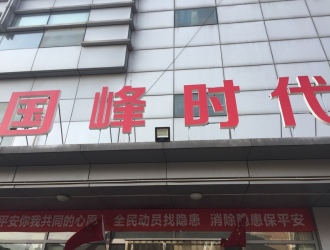 国峰时代
平安你我共同的心愿 全民动员找隐患 消除隐患保平安